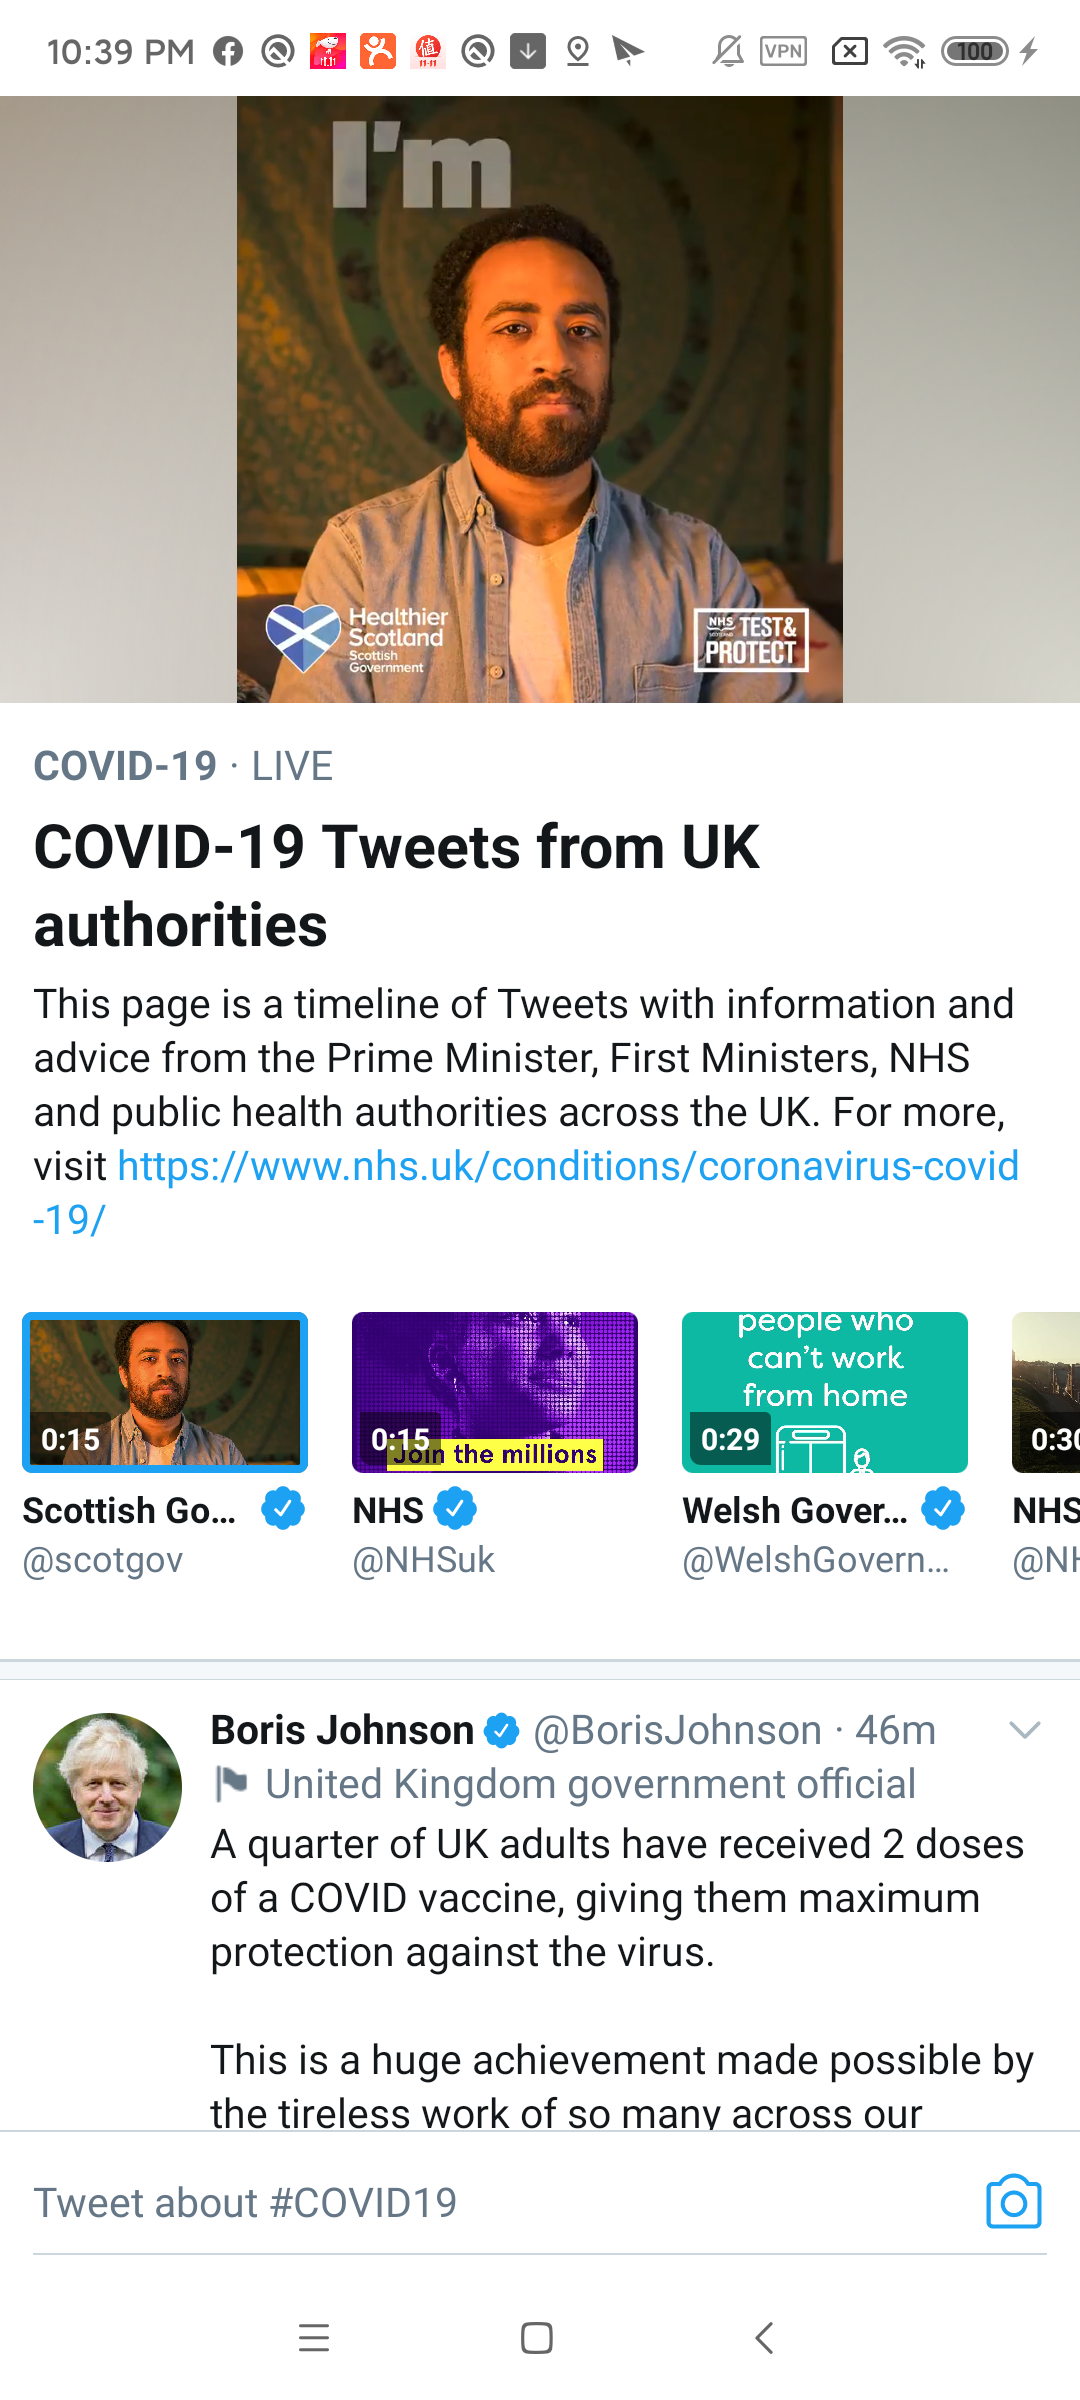 10:39 PM
VPN
100
I'm
Healthier
Scotland
Scottish
Government
NHS
SCOTLAND
TEST&
PROTECT
COVID-19 · LIVE
COVID-19 Tweets from UK
authorities
This page is a timeline of Tweets with information and
advice from the Prime Minister, First Ministers, NHS
and public health authorities across the UK. For more,
visit https://www.nhs.uk/conditions/coronavirus-covid
-19/
0:15
Scottish Go...
@scotgov
0:15
Join the millions
NHS
@NHSuk
people who
can't work
from home
0:29
Welsh Gover...
@WelshGovern...
0:30
NHS
@NH
Boris Johnson @BorisJohnson · 46m
United Kingdom government official
A quarter of UK adults have received 2 doses
of a COVID vaccine, giving them maximum
protection against the virus.
This is a huge achievement made possible by
the tireless work of so many across our
Tweet about #COVID19